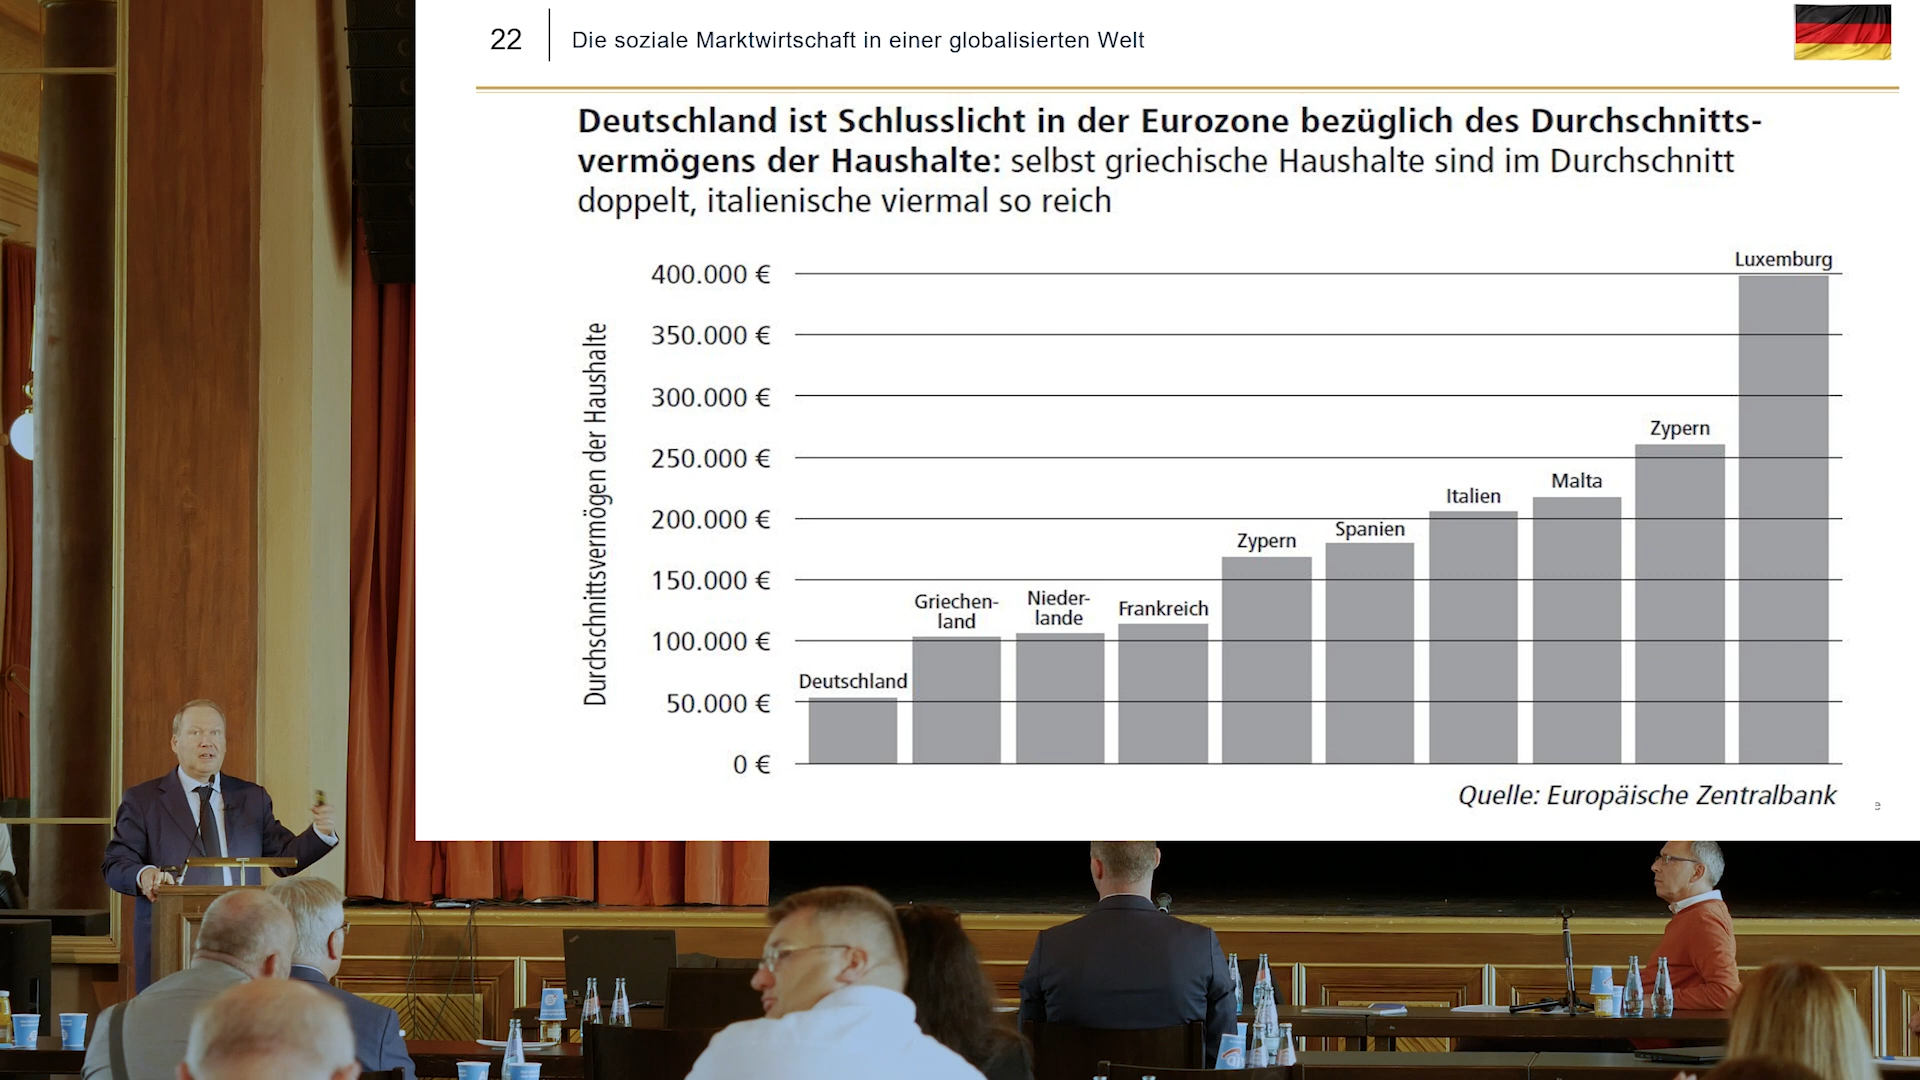 22
Die soziale Marktwirtschaft in einer globalisierten Welt
Deutschland ist Schlusslicht in der Eurozone bezüglich des Durchschnitts-
vermögens der Haushalte: selbst griechische Haushalte sind im Durchschnitt
doppelt, italienische viermal so reich
Durchschnittsvermögen der Haushalte
400.000 €
350.000 €
300.000 €
250.000 €
200.000 €
150.000 €
100.000 €
50.000 €
0 €
Deutschland
Griechen-
land
Nieder-
lande
Frankreich
Zypern
Spanien
Italien
Malta
Zypern
Luxemburg
Quelle: Europäische Zentralbank